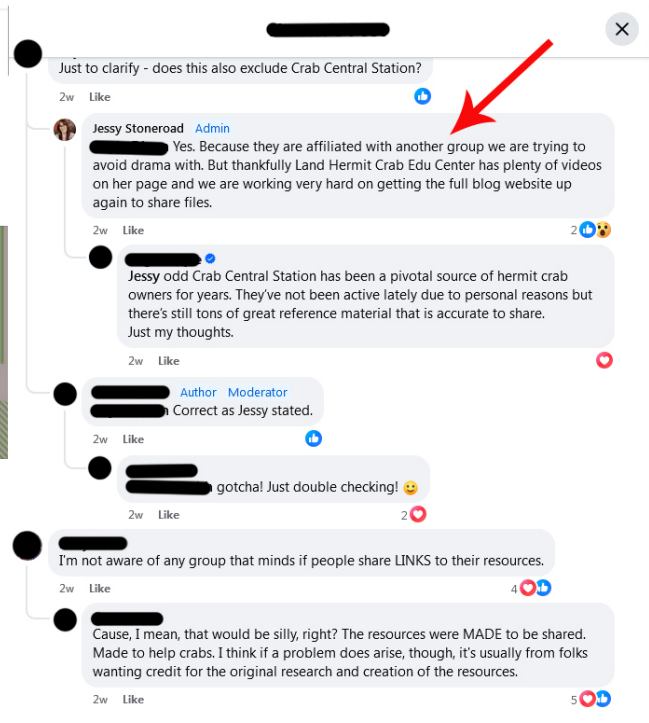 Just to clarify - does this also exclude Crab Central Station?
2w Like
Jessy Stoneroad Admin
Yes. Because they are affiliated with another group we are trying to
avoid drama with. But thankfully Land Hermit Crab Edu Center has plenty of videos
on her page and we are working very hard on getting the full blog website up
again to share files.
2w Like 2
Jessy odd Crab Central Station has been a pivotal source of hermit crab
owners for years. They've not been active lately due to personal reasons but
there's still tons of great reference material that is accurate to share.
Just my thoughts.
2w Like
Author Moderator
Correct as Jessy stated.
2w Like
gotcha! Just double checking! 😉
2w Like 2
I'm not aware of any group that minds if people share LINKS to their resources.
2w Like 4
Cause, I mean, that would be silly, right? The resources were MADE to be shared.
Made to help crabs. I think if a problem does arise, though, it's usually from folks
wanting credit for the original research and creation of the resources.
2w Like 5